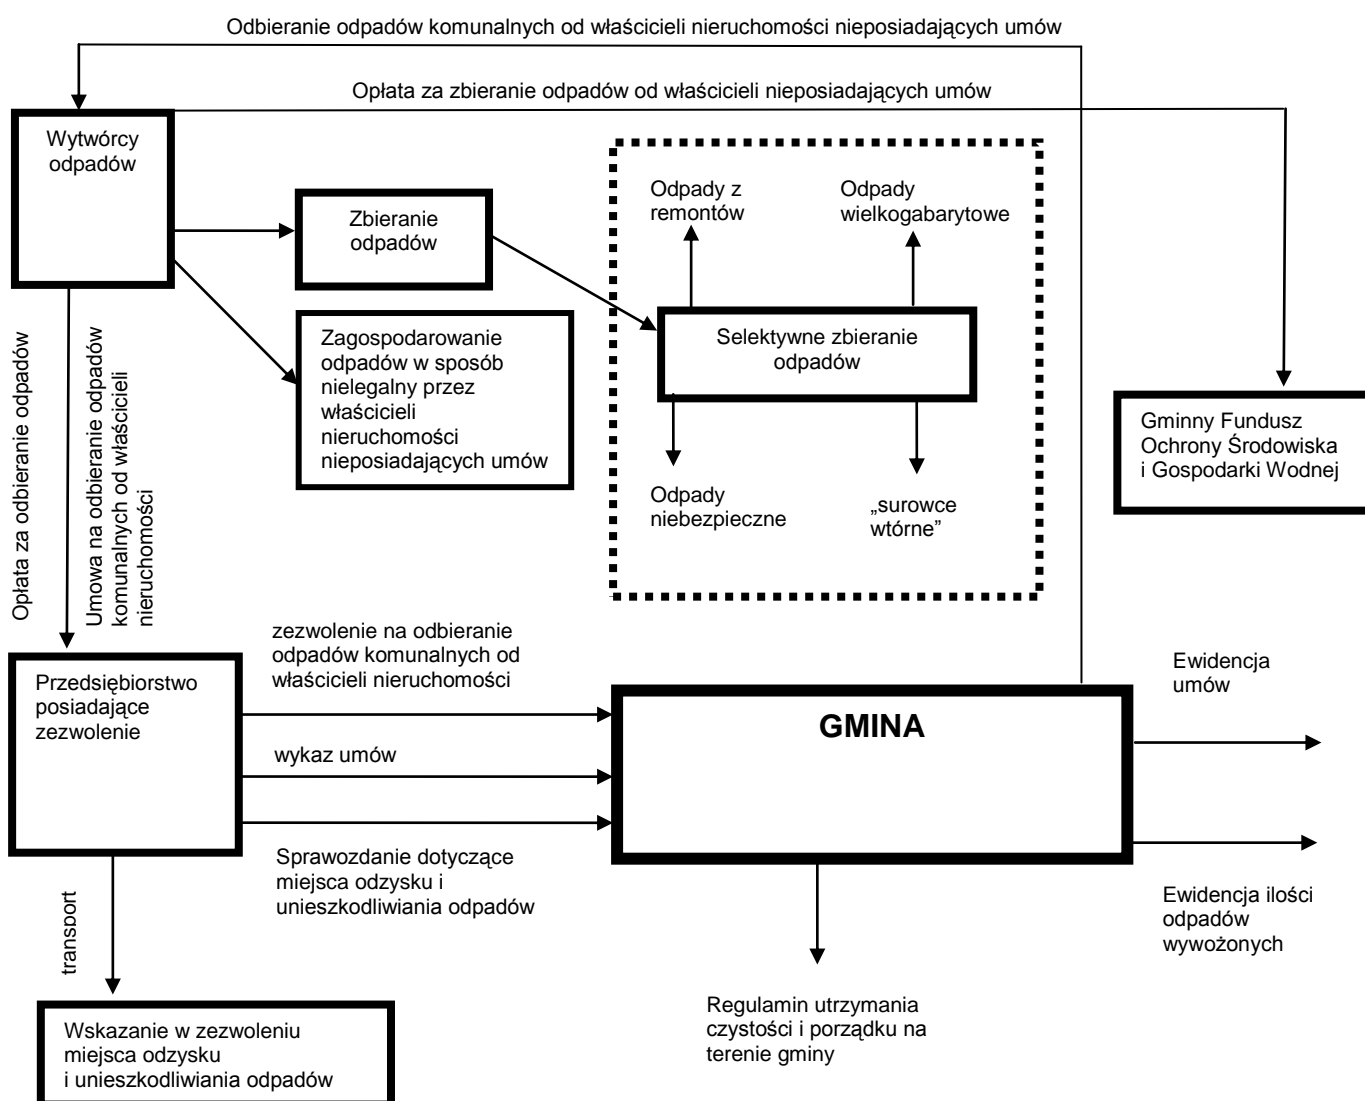 Odbieranie odpadów komunalnych od właścicieli nieruchomości nieposiadających umów
Opłata za zbieranie odpadów od właścicieli nieposiadających umów
Wytwórcy
odpadów
Zbieranie
odpadów
Odpady z
remontów
Odpady
wielkogabarytowe
Selektywne zbieranie
odpadów
Odpady
niebezpieczne
„surowce
wtórne”
Zagospodarowanie
odpadów w sposób
nielegalny przez
właścicieli
nieruchomości
nieposiadających umów
Gminny Fundusz
Ochrony Środowiska
i Gospodarki Wodnej
Opłata za odbieranie odpadów
Umowa na odbieranie odpadów
komunalnych od właścicieli
nieruchomości
Przedsiębiorstwo
posiadające
zezwolenie
zezwolenie na odbieranie
odpadów komunalnych od
właścicieli nieruchomości
wykaz umów
Sprawozdanie dotyczące
miejsca odzysku i
unieszkodliwiania odpadów
GMINA
Ewidencja
umów
Ewidencja ilości
odpadów
wywożonych
transport
Wskazanie w zezwoleniu
miejsca odzysku
i unieszkodliwiania odpadów
Regulamin utrzymania
czystości i porządku na
terenie gminy